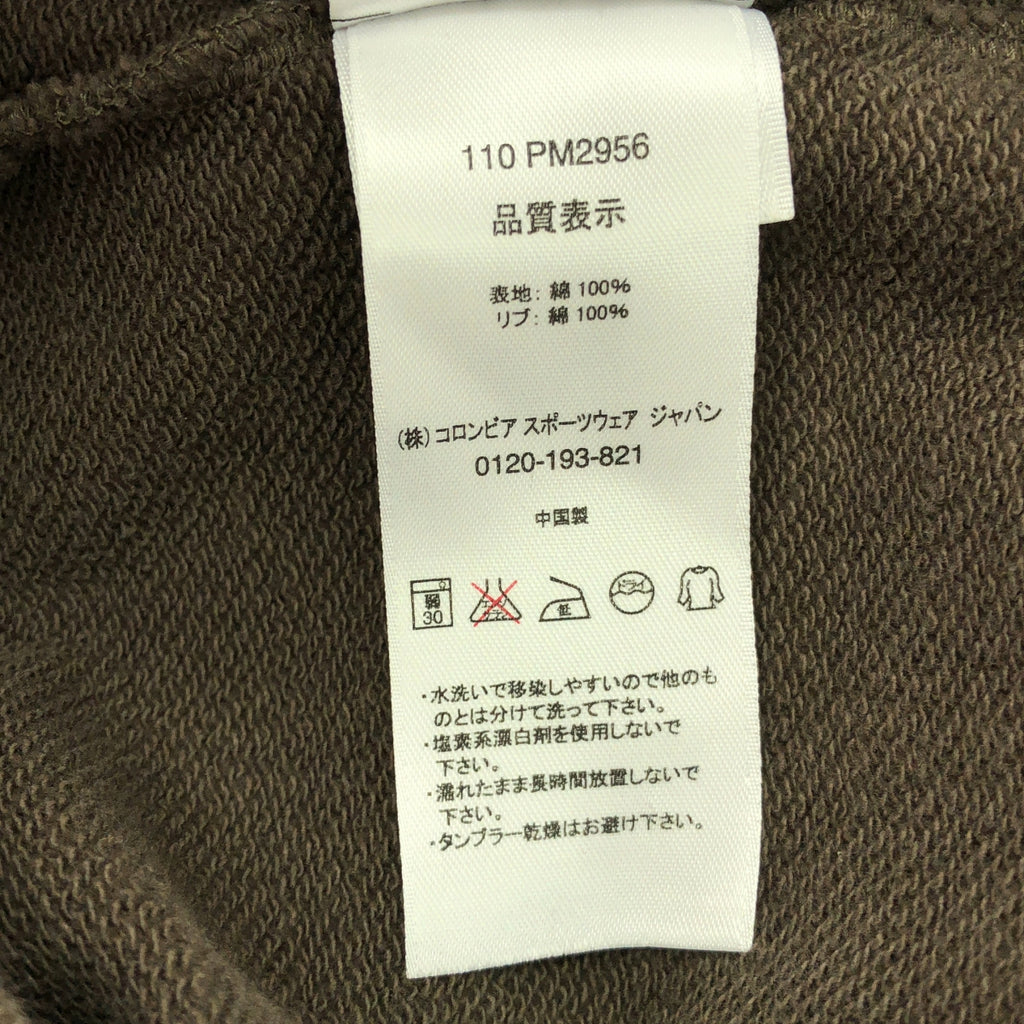 110 PM2956
品質表示
表地: 綿 100%
リブ: 綿 100%
(株)コロンビア スポーツウェア ジャパン
0120-193-821
中国製
弱
30
エンソ
サラシ
低
ドライ
・水洗いで移染しやすいので他のも
のとは分けて洗って下さい。
・塩素系漂白剤を使用しないで
下さい。
・濡れたまま長時間放置しないで
下さい。
・タンブラー乾燥はお避け下さい。